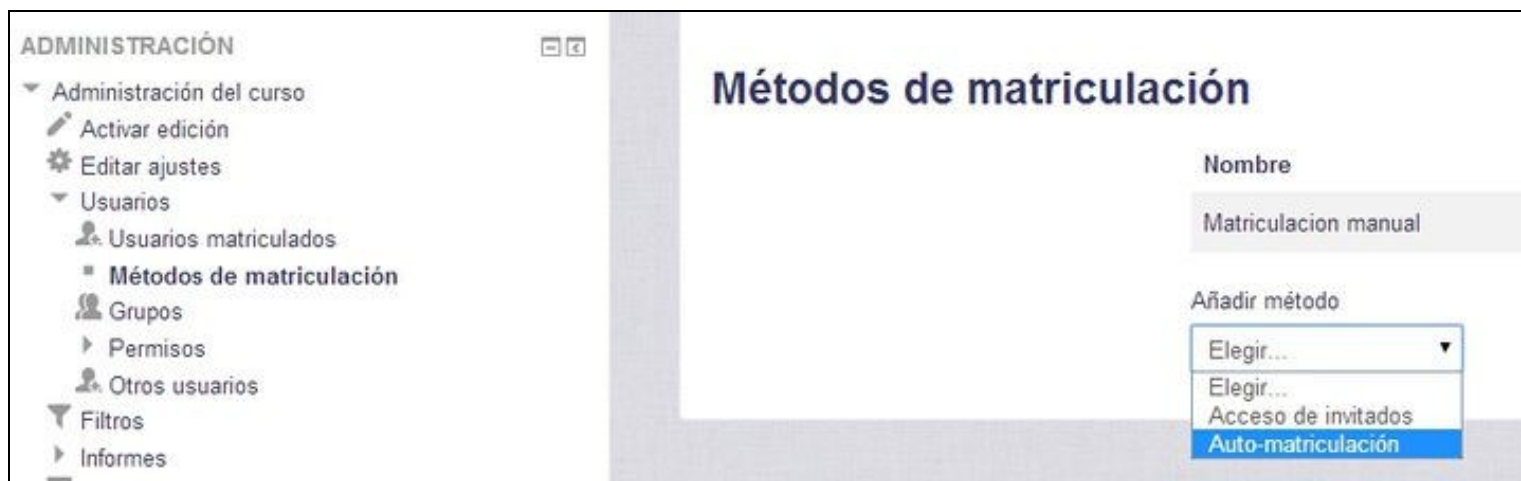 ADMINISTRACIÓN
Administración del curso
Activar edición
Editar ajustes
Usuarios
Usuarios matriculados
Métodos de matriculación
Grupos
Permisos
Otros usuarios
Filtros
Informes
Métodos de matriculación
Nombre
Matriculacion manual
Añadir método
Elegir...
Elegir...
Acceso de invitados
Auto-matriculación